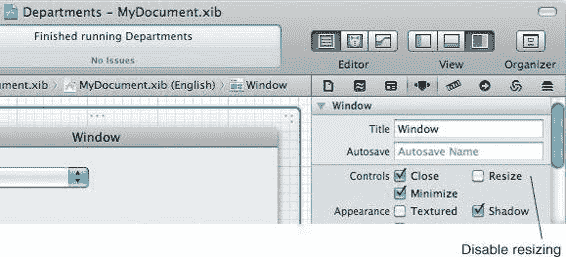 Departments – MyDocument.xib
Finished running Departments
No Issues
Editor
View
Organizer
ment.xib
MyDocument.xib (English)
Window
Window
Window
Title
Window
Autosave
Autosave Name
Controls
Close
Resize
Minimize
Appearance
Textured
Shadow
Disable resizing